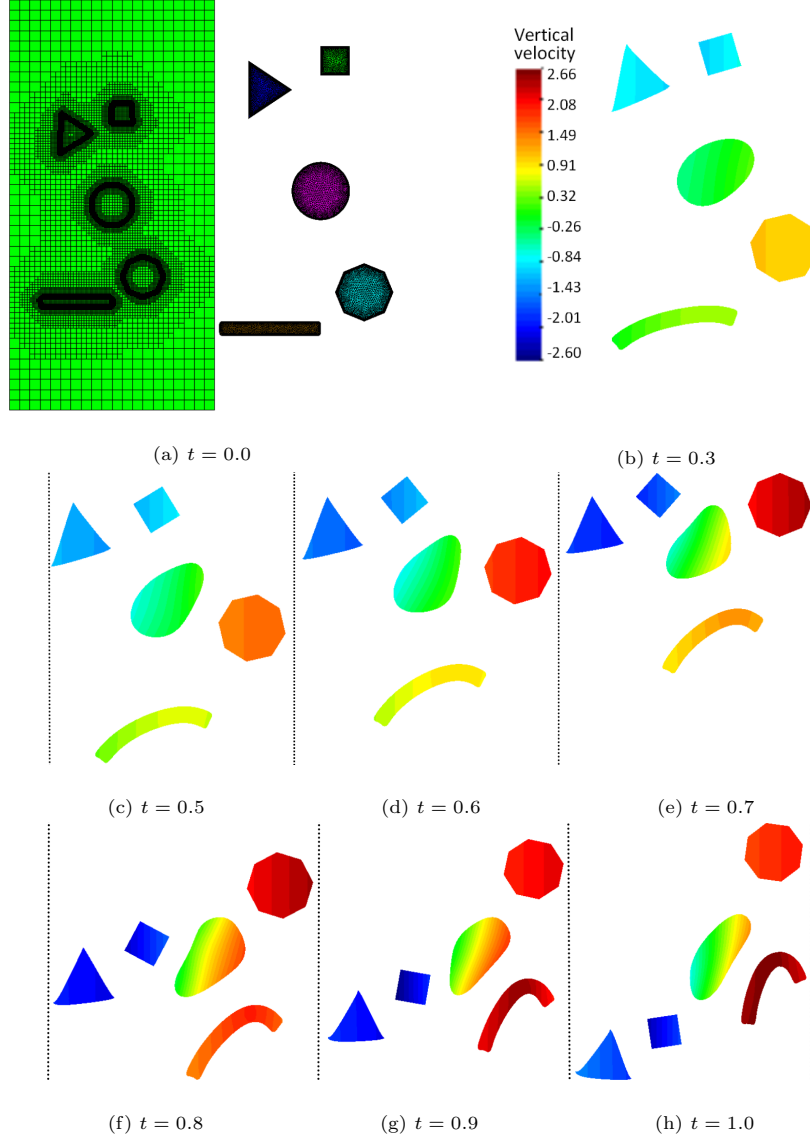 Vertical
velocity
2.66
2.08
1.49
0.91
0.32
-0.26
-0.84
-1.43
-2.01
-2.60
(a) t = 0.0
(b) t = 0.3
(c) t = 0.5
(d) t = 0.6
(e) t = 0.7
(f) t = 0.8
(g) t = 0.9
(h) t = 1.0